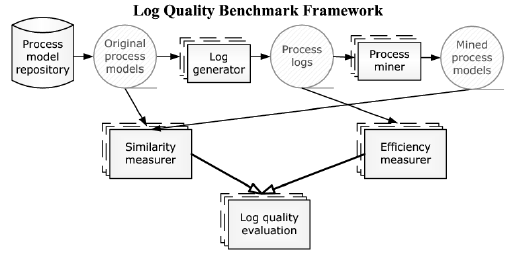 Log Quality Benchmark Framework
Process
model
repository
Original
process
models
Log
generator
Process
logs
Process
miner
Mined
process
models
Similarity
measurer
Efficiency
measurer
Log quality
evaluation